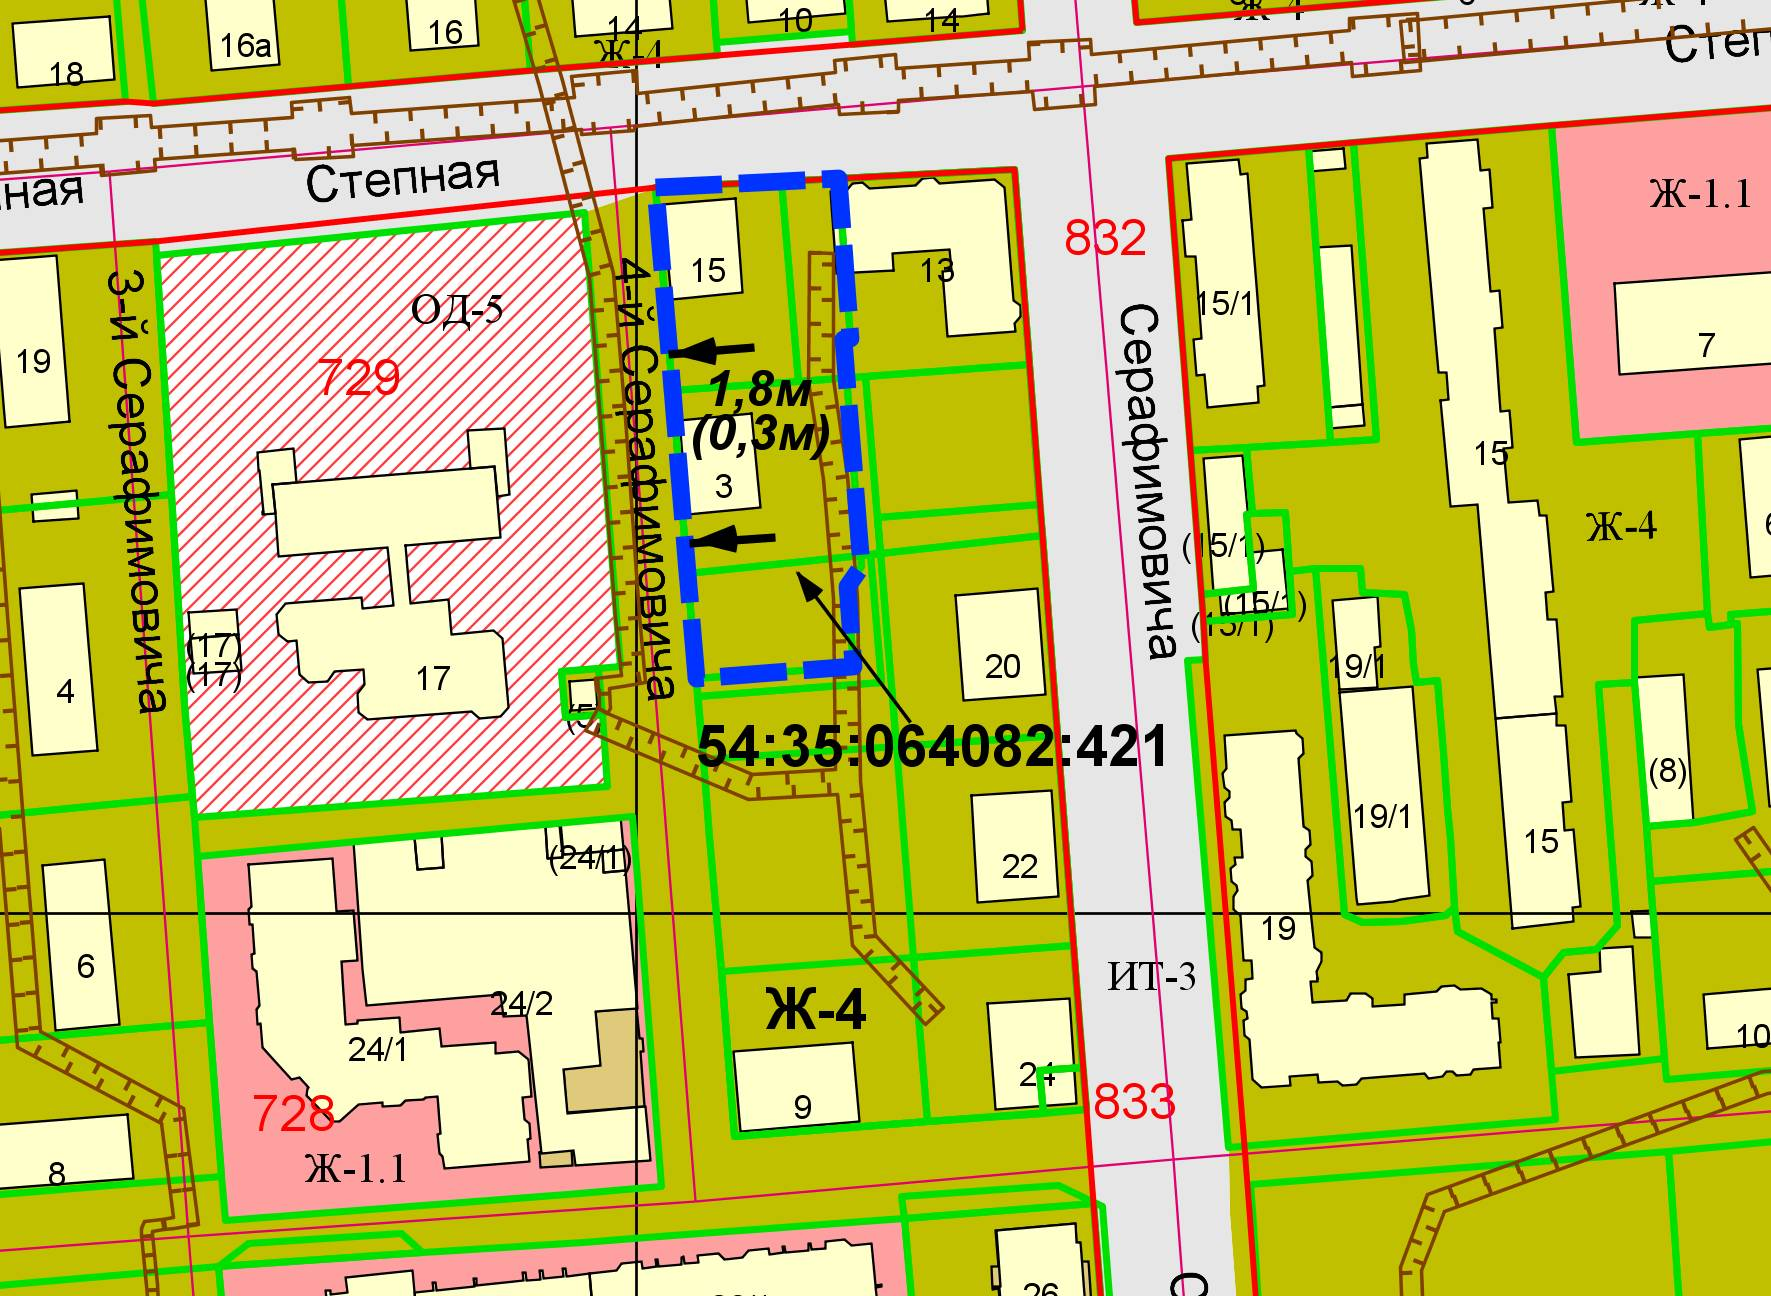 18
16а
16
14
Ж-4
10
14
Степная
15
13
832
15/1
Ж-1.1
7
19
3-й Серафимовича
ОД-5
729
4-й Серафимовича
1,8м
(0,3м)
3
Серафимовича
15
Ж-4
(15/1)
(15/1)
(15/1)
4
(17)
(17)
17
20
19/1
54:35:064082:421
(8)
19/1
15
22
(24/1)
6
19
ИТ-3
24/2
Ж-4
24/1
24
10
728
9
833
Ж-1.1
8
26